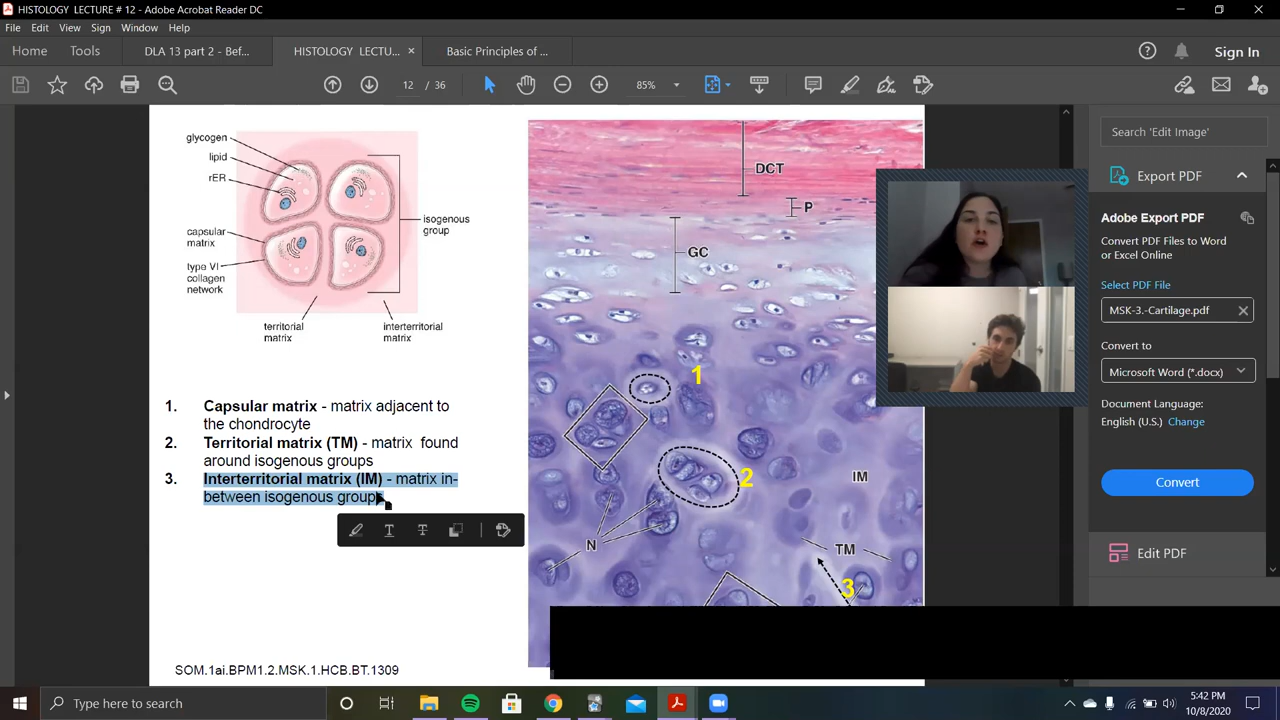 HISTOLOGY LECTURE # 12 - Adobe Acrobat Reader DC
File Edit View Sign Window Help
Home Tools DLA 13 part 2 - Bef... HISTOLOGY LECTU... × Basic Principles of ... Sign In
12 / 36 85%
glycogen
lipid
rER
capsular
matrix
type VI
collagen
network
isogenous
group
territorial
matrix
interterritorial
matrix
1. Capsular matrix - matrix adjacent to
the chondrocyte
2. Territorial matrix (TM) - matrix found
around isogenous groups
3. Interterritorial matrix (IM) - matrix in-
between isogenous groups
SOM.1ai.BPM1.2.MSK.1.HCB.BT.1309
DCT
P
GC
1
2
IM
N
TM
3
Search 'Edit Image'
Export PDF
Adobe Export PDF
Convert PDF Files to Word
or Excel Online
Select PDF File
MSK-3.-Cartilage.pdf
Convert to
Microsoft Word (*.docx)
Document Language:
English (U.S.) Change
Convert
Edit PDF
Type here to search
5:42 PM
10/8/2020